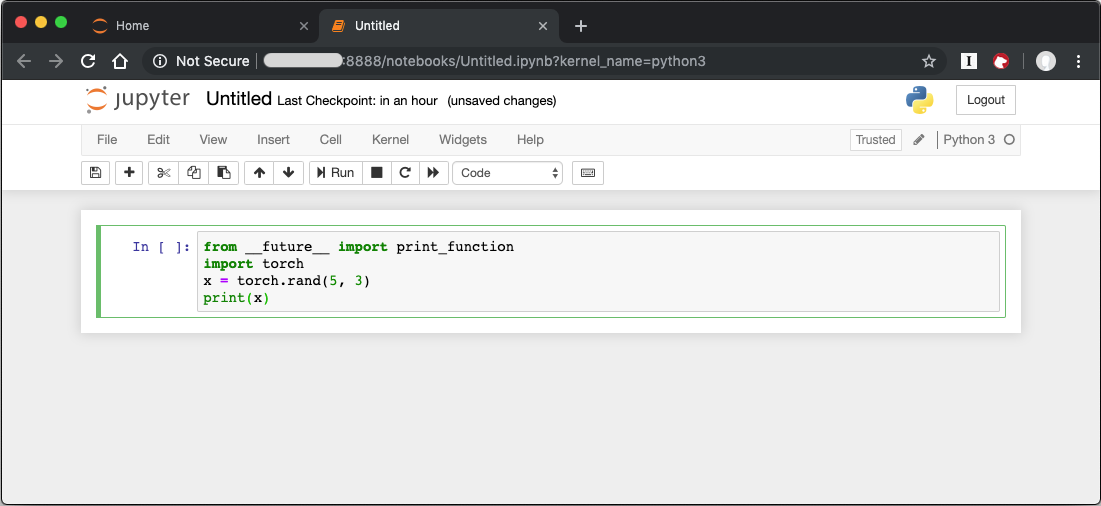 Home
Untitled
Not Secure :8888/notebooks/Untitled.ipynb?kernel_name=python3
jupyter Untitled Last Checkpoint: in an hour (unsaved changes)
Logout
File Edit View Insert Cell Kernel Widgets Help
Trusted Python 3
Run Code
In [ ]: from __future__ import print_function
import torch
x = torch.rand(5, 3)
print(x)